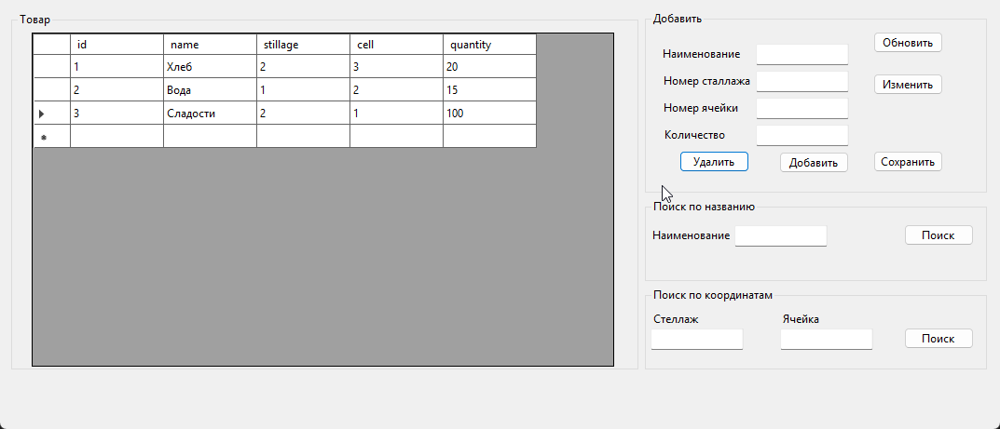 Товар
id name stillage cell quantity
1 Хлеб 2 3 20
2 Вода 1 2 15
3 Сладости 2 1 100
Добавить
Наименование
Обновить
Номер сталлажа
Изменить
Номер ячейки
Количество
Удалить Добавить Сохранить
Поиск по названию
Наименование Поиск
Поиск по координатам
Стеллаж Ячейка
Поиск